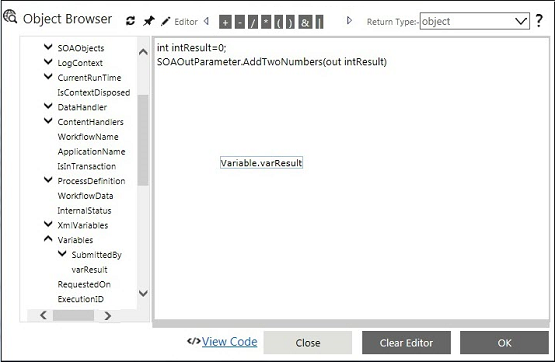 Object Browser
Editor
+ - / * ( ) & |
Return Type:- object
?
SOAObjects
LogContext
CurrentRunTime
IsContextDisposed
DataHandler
ContentHandlers
WorkflowName
ApplicationName
IsInTransaction
ProcessDefinition
WorkflowData
InternalStatus
XmlVariables
Variables
SubmittedBy
varResult
RequestedOn
ExecutionID
int intResult=0;
SOAOutParameter.AddTwoNumbers(out intResult)
Variable.varResult
</> View Code
Close
Clear Editor
OK